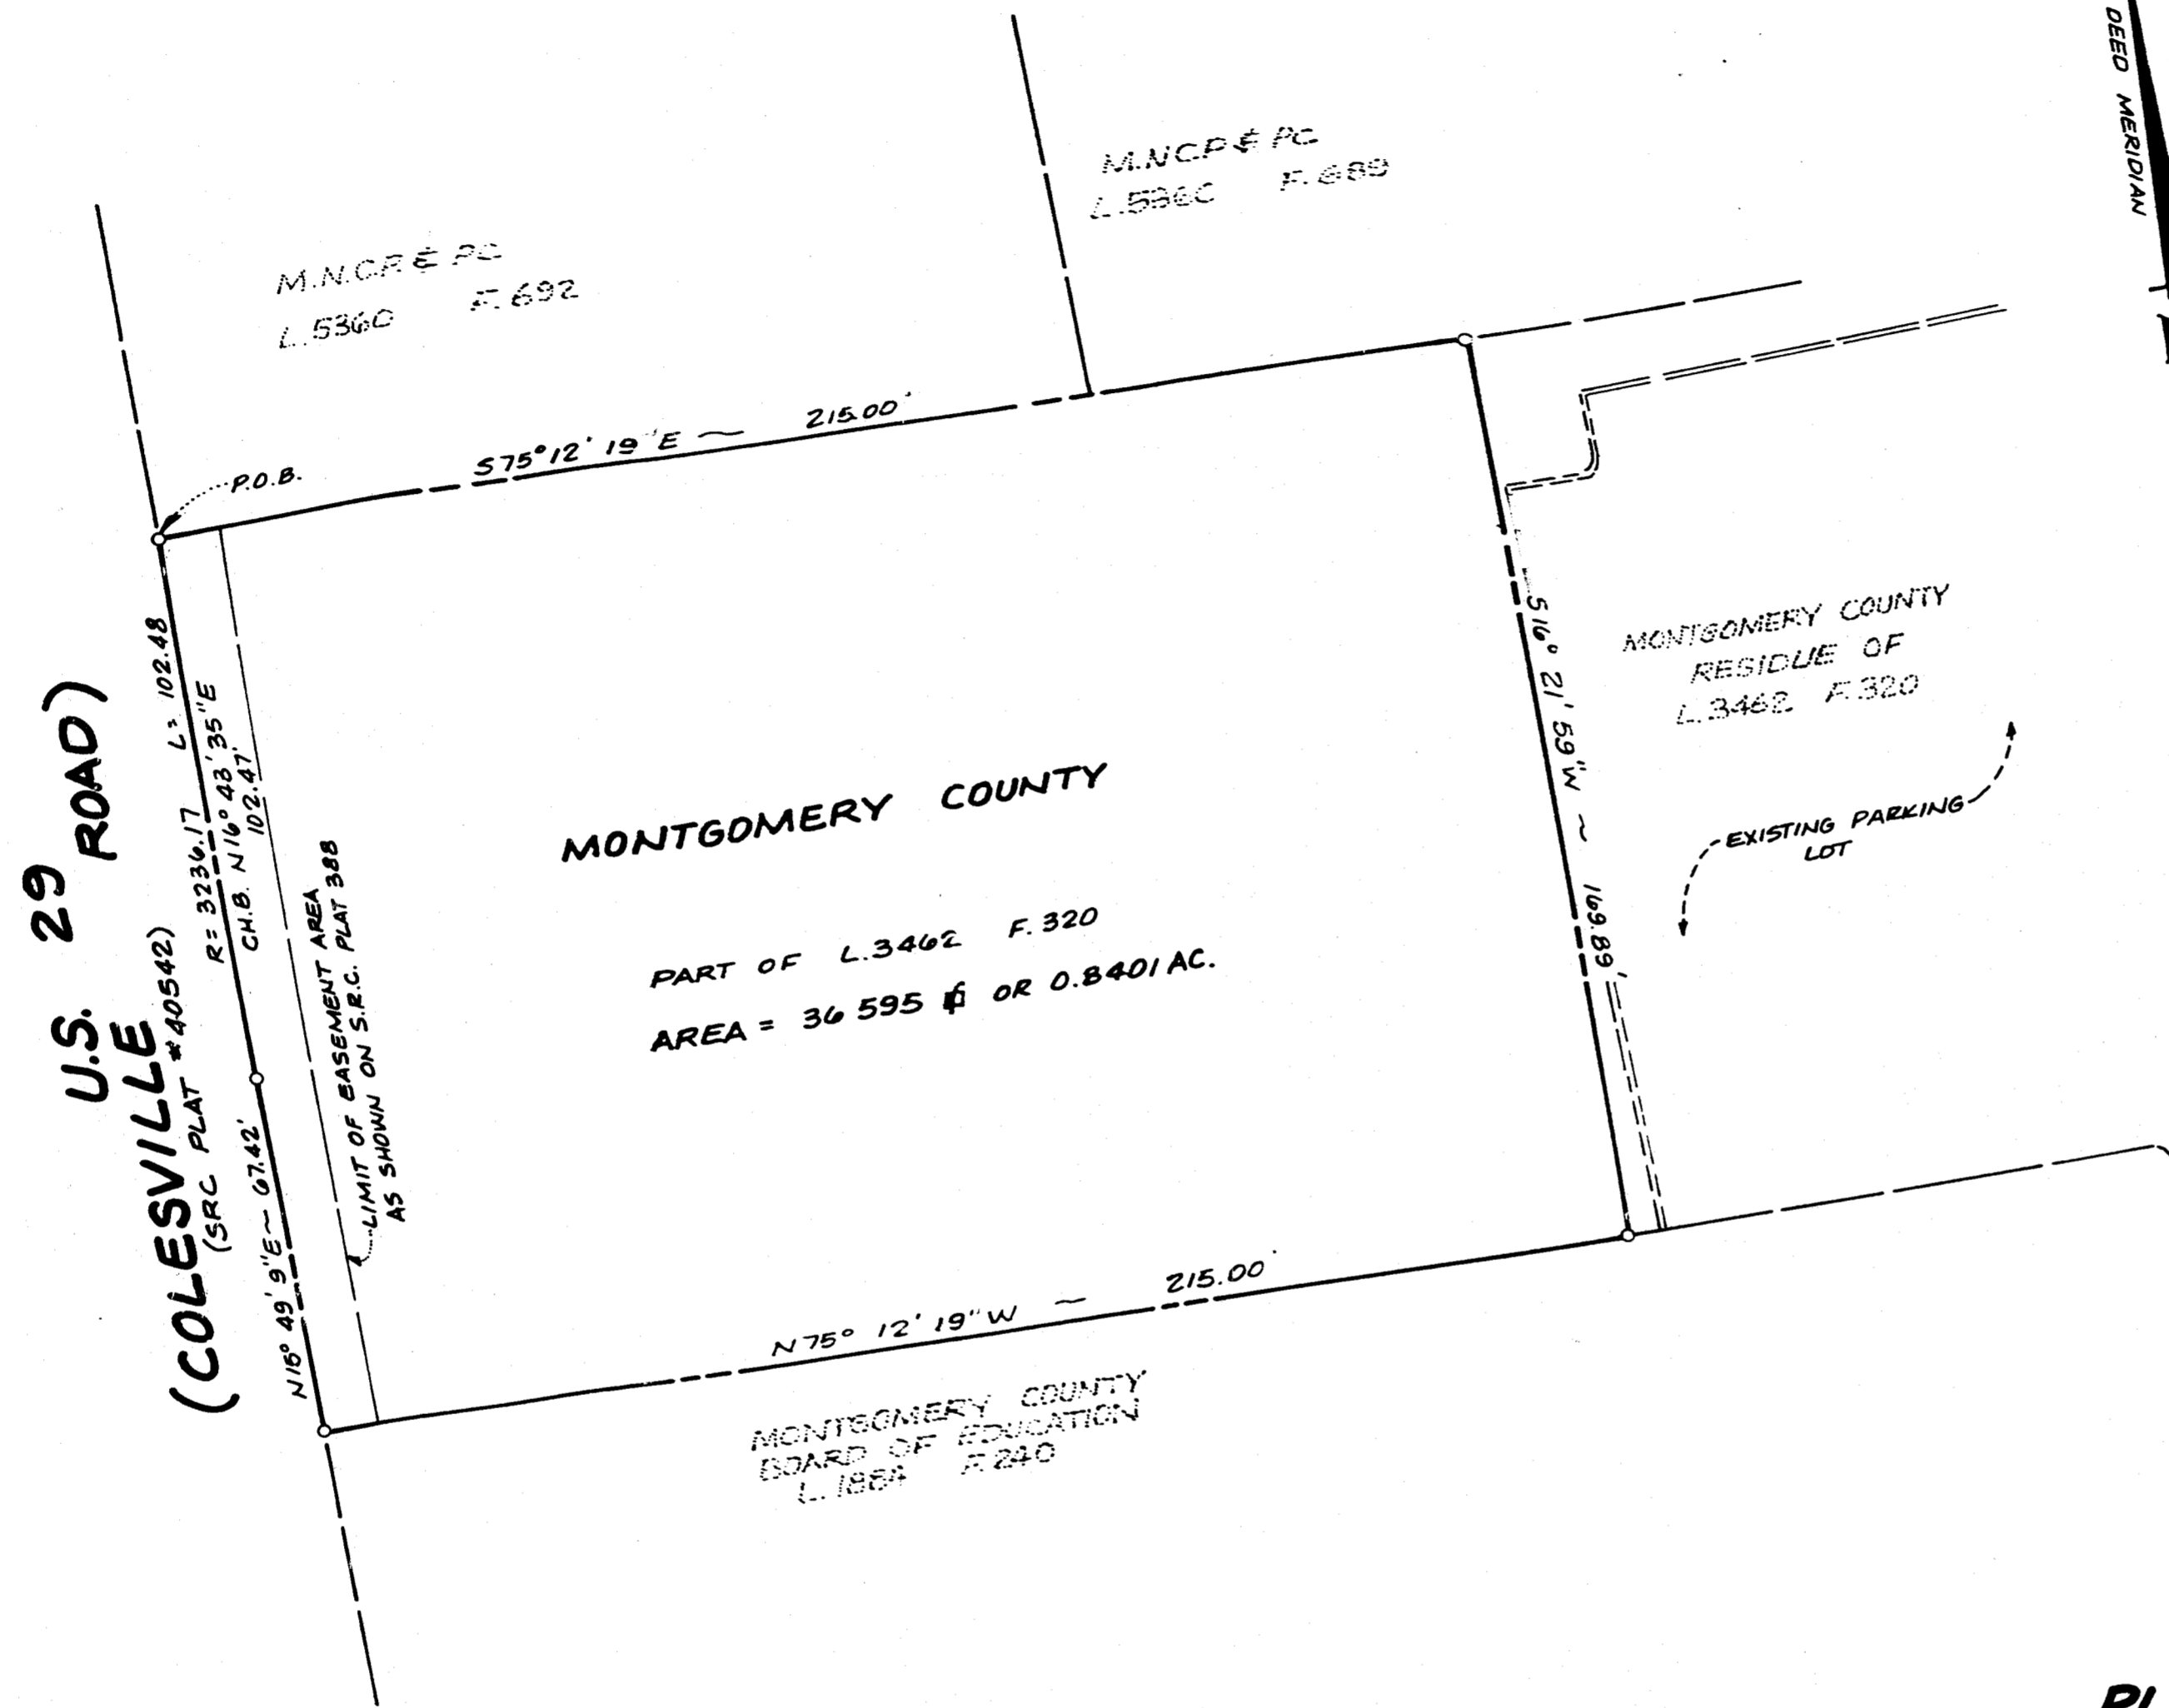 DEED MERIDIAN
M.N.C.P. & P.C.
L.5360 F.689
M.N.C.P. & P.C.
L.5360 F.692
P.O.B.
S75°12'19"E ~ 215.00'
U.S. 29
(COLESVILLE ROAD)
(SRC PLAT #40542)
R=3236.17 L=102.48
CH.B. N16°43'35"E
102.47'
N15°49'9"E ~ 67.42'
LIMIT OF EASEMENT AREA
AS SHOWN ON S.R.C. PLAT 388
MONTGOMERY COUNTY
PART OF L.3462 F.320
AREA = 36 595 ⏍ OR 0.8401 AC.
S16°21'59"W ~ 169.89'
MONTGOMERY COUNTY
RESIDUE OF
L.3462 F.320
EXISTING PARKING
LOT
N75°12'19"W ~ 215.00'
MONTGOMERY COUNTY
BOARD OF EDUCATION
L.1884 F.240